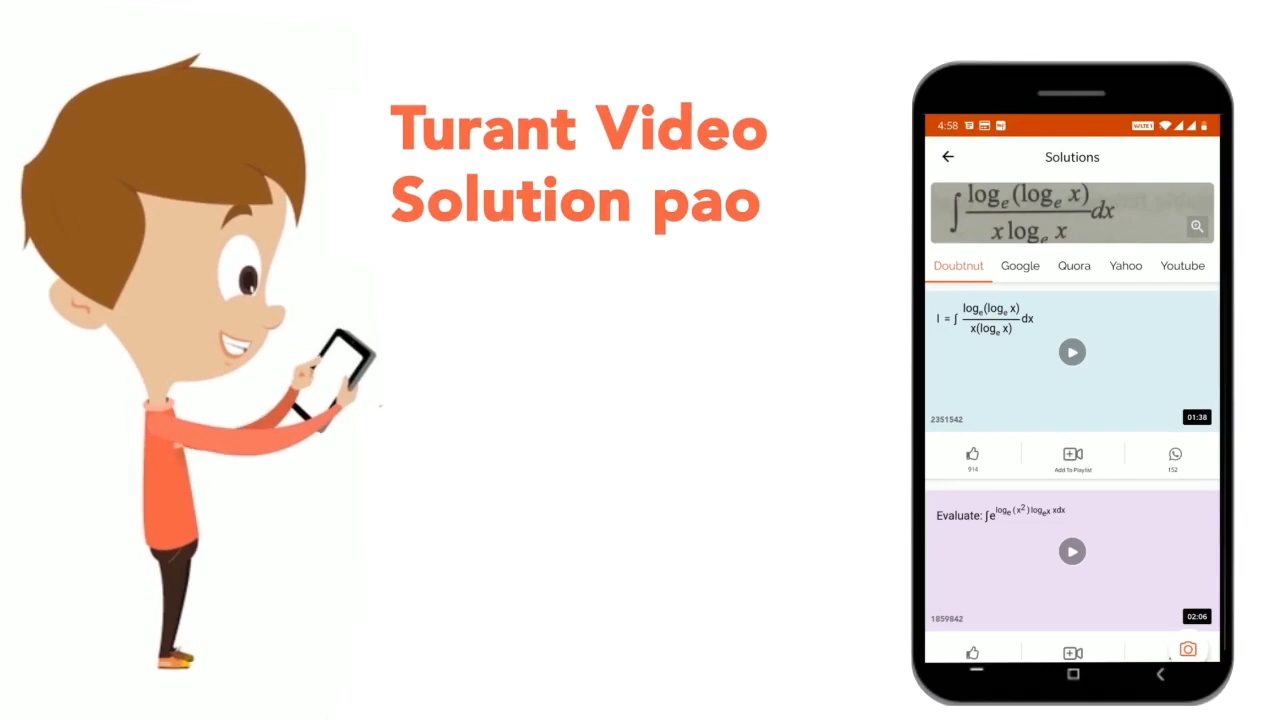 Turant Video
Solution pao
4:58
VoLTE1
Solutions
∫ logₑ(logₑ x) / x logₑ x dx
Doubtnut Google Quora Yahoo Youtube
I = ∫ logₑ(logₑ x) / x(logₑ x) dx
2351542 01:38
914 Add To Playlist 152
Evaluate: ∫e^logₑ(x²)logₑx xdx
1859842 02:06